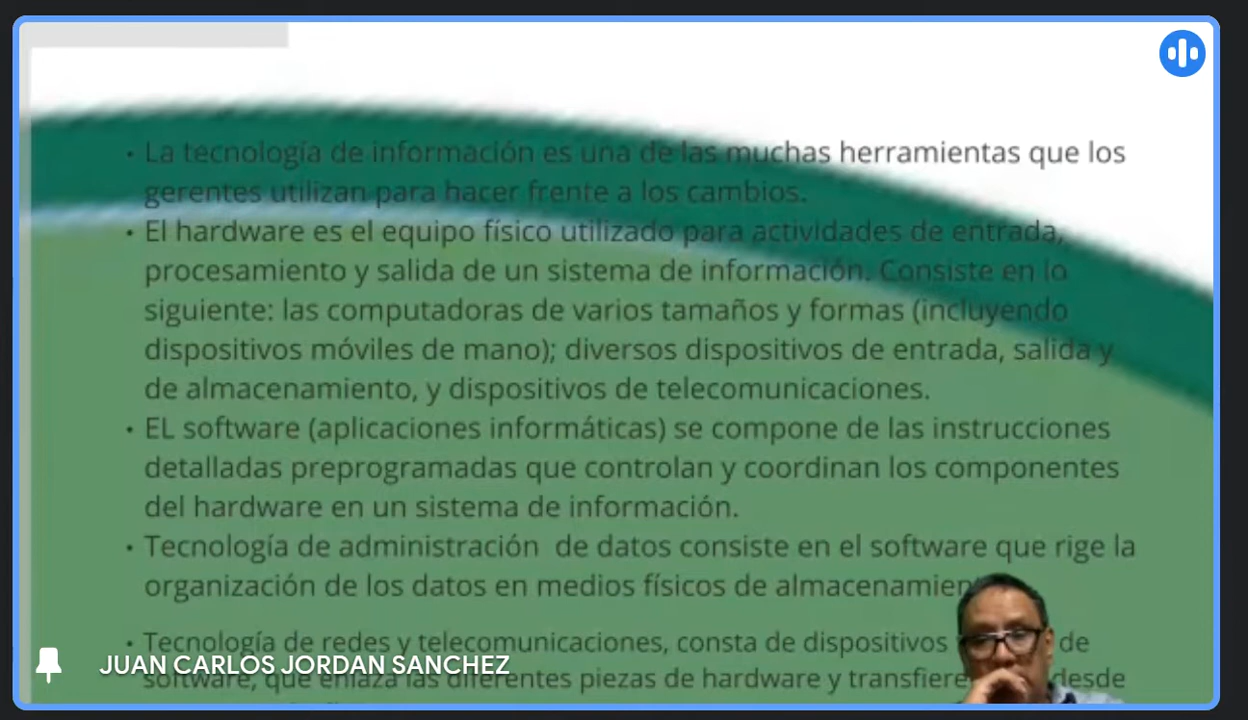 • La tecnología de información es una de las muchas herramientas que los
gerentes utilizan para hacer frente a los cambios.
• El hardware es el equipo físico utilizado para actividades de entrada,
procesamiento y salida de un sistema de información. Consiste en lo
siguiente: las computadoras de varios tamaños y formas (incluyendo
dispositivos móviles de mano); diversos dispositivos de entrada, salida y
de almacenamiento, y dispositivos de telecomunicaciones.
• EL software (aplicaciones informáticas) se compone de las instrucciones
detalladas preprogramadas que controlan y coordinan los componentes
del hardware en un sistema de información.
• Tecnología de administración de datos consiste en el software que rige la
organización de los datos en medios físicos de
• Tecnología de redes y telecomunicaciones, consta de dispositivos de
JUAN CARLOS JORDAN SANCHEZ
software, que enlaza las diferentes piezas de hardware y desde